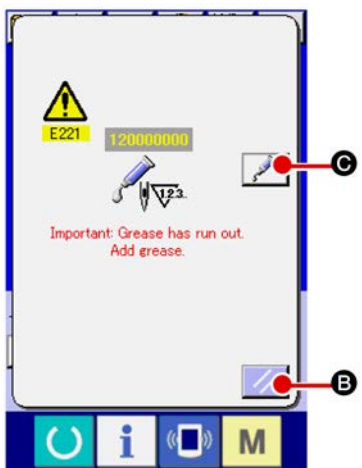 E221
120000000
123.
Important: Grease has run out.
Add grease.
C
B
i
M